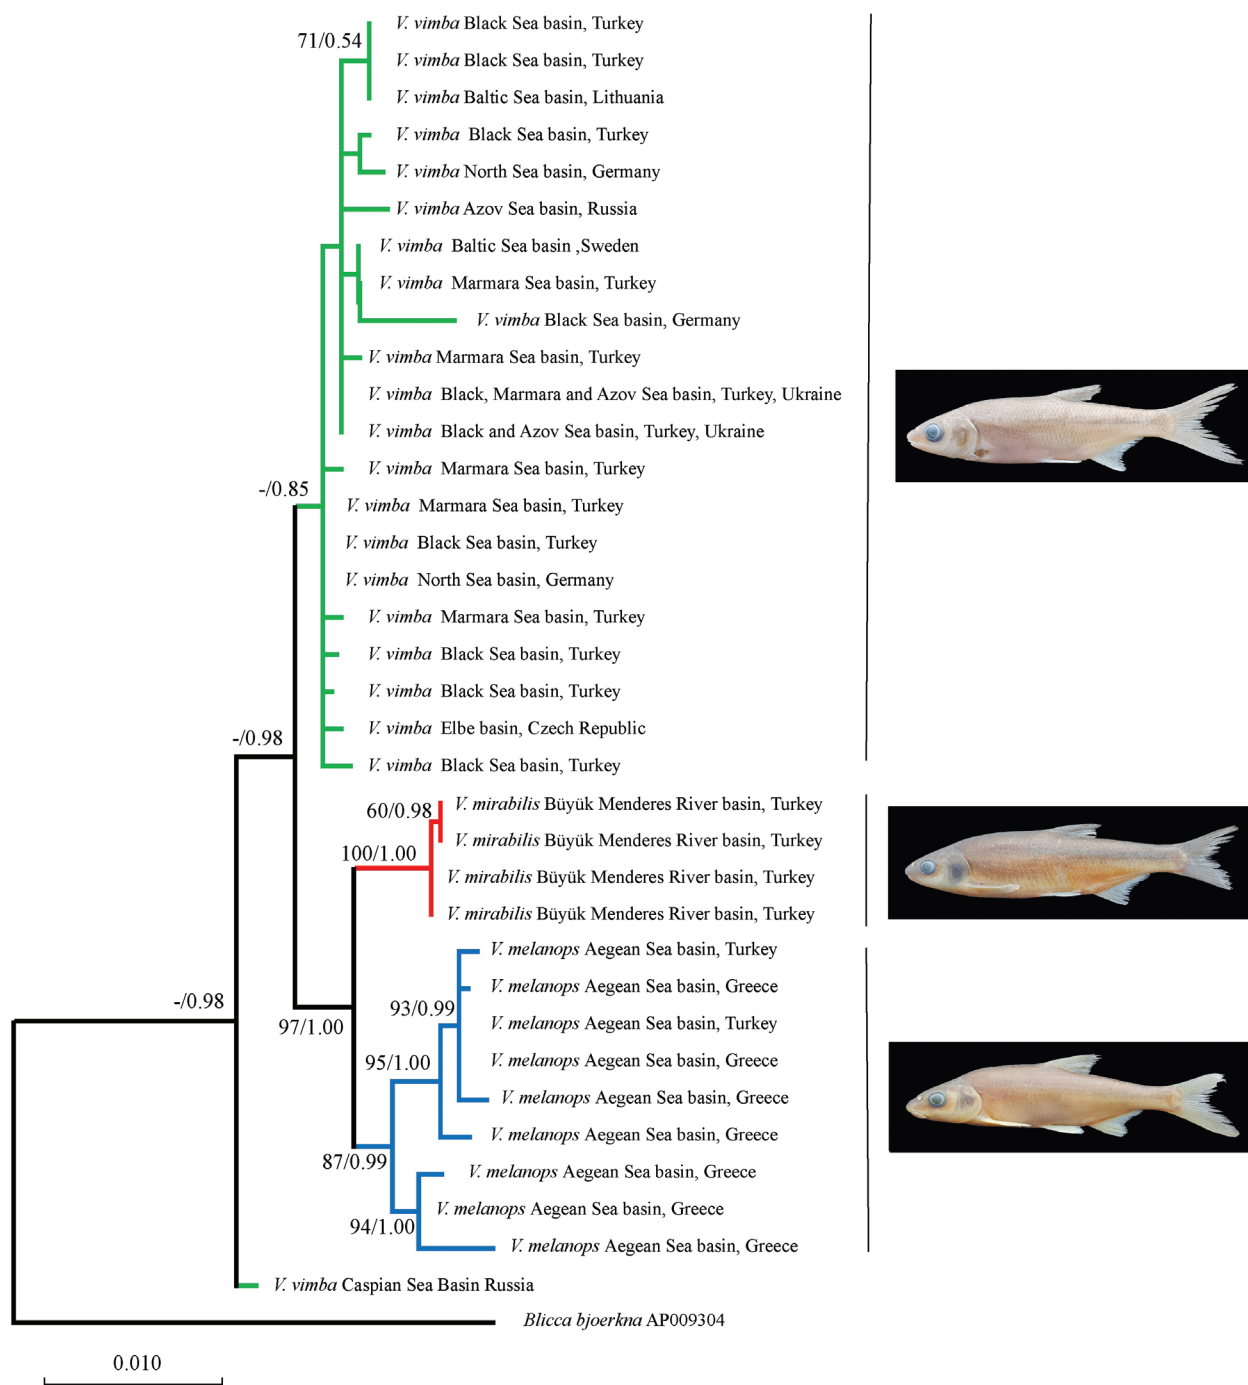 V. vimba Black Sea basin, Turkey
71/0.54
V. vimba Black Sea basin, Turkey
V. vimba Baltic Sea basin, Lithuania
V. vimba Black Sea basin, Turkey
V. vimba North Sea basin, Germany
V. vimba Azov Sea basin, Russia
V. vimba Baltic Sea basin ,Sweden
V. vimba Marmara Sea basin, Turkey
V. vimba Black Sea basin, Germany
V. vimba Marmara Sea basin, Turkey
V. vimba Black, Marmara and Azov Sea basin, Turkey, Ukraine
V. vimba Black and Azov Sea basin, Turkey, Ukraine
V. vimba Marmara Sea basin, Turkey
-/0.85
V. vimba Marmara Sea basin, Turkey
V. vimba Black Sea basin, Turkey
V. vimba North Sea basin, Germany
V. vimba Marmara Sea basin, Turkey
V. vimba Black Sea basin, Turkey
V. vimba Black Sea basin, Turkey
V. vimba Elbe basin, Czech Republic
-/0.98
V. vimba Black Sea basin, Turkey
V. mirabilis Büyük Menderes River basin, Turkey
60/0.98
V. mirabilis Büyük Menderes River basin, Turkey
100/1.00
V. mirabilis Büyük Menderes River basin, Turkey
V. mirabilis Büyük Menderes River basin, Turkey
V. melanops Aegean Sea basin, Turkey
V. melanops Aegean Sea basin, Greece
-/0.98
93/0.99
V. melanops Aegean Sea basin, Turkey
97/1.00
95/1.00
V. melanops Aegean Sea basin, Greece
V. melanops Aegean Sea basin, Greece
V. melanops Aegean Sea basin, Greece
87/0.99
V. melanops Aegean Sea basin, Greece
V. melanops Aegean Sea basin, Greece
94/1.00
V. melanops Aegean Sea basin, Greece
V. vimba Caspian Sea Basin Russia
Blicca bjoerkna AP009304
0.010